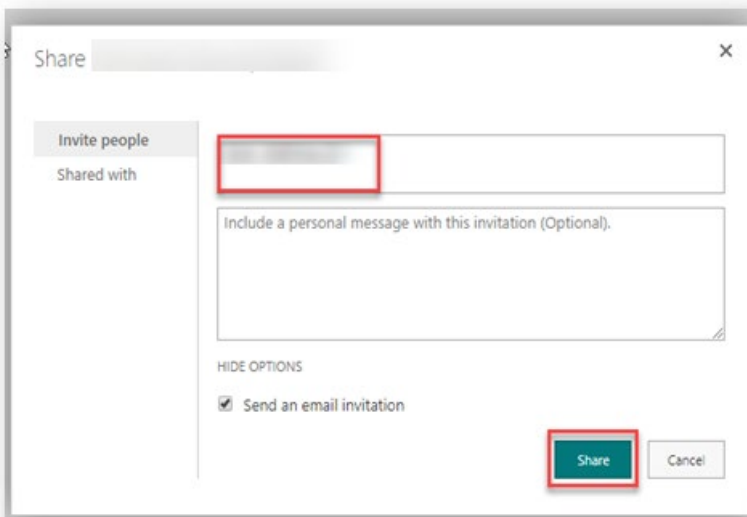 Share
Invite people
Shared with
Include a personal message with this invitation (Optional).
HIDE OPTIONS
Send an email invitation
Share
Cancel